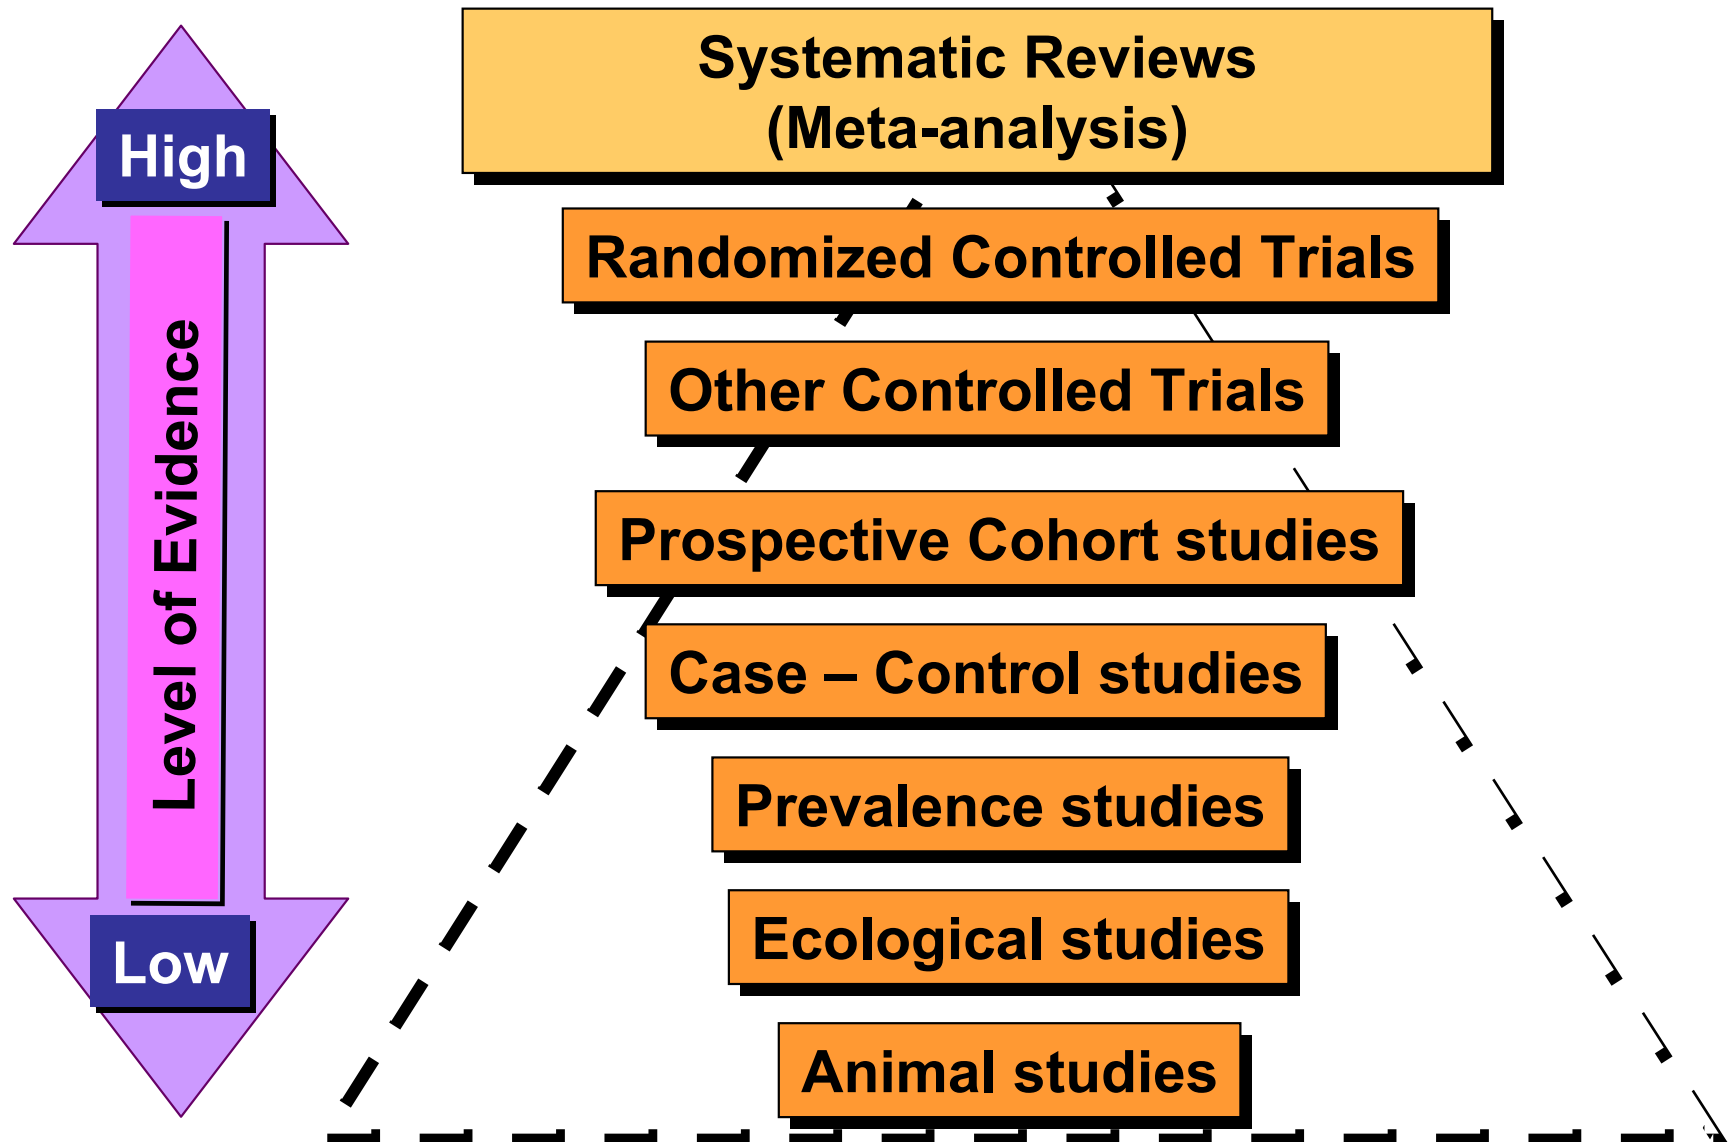 High
Level of Evidence
Low
Systematic Reviews
(Meta-analysis)
Randomized Controlled Trials
Other Controlled Trials
Prospective Cohort studies
Case – Control studies
Prevalence studies
Ecological studies
Animal studies